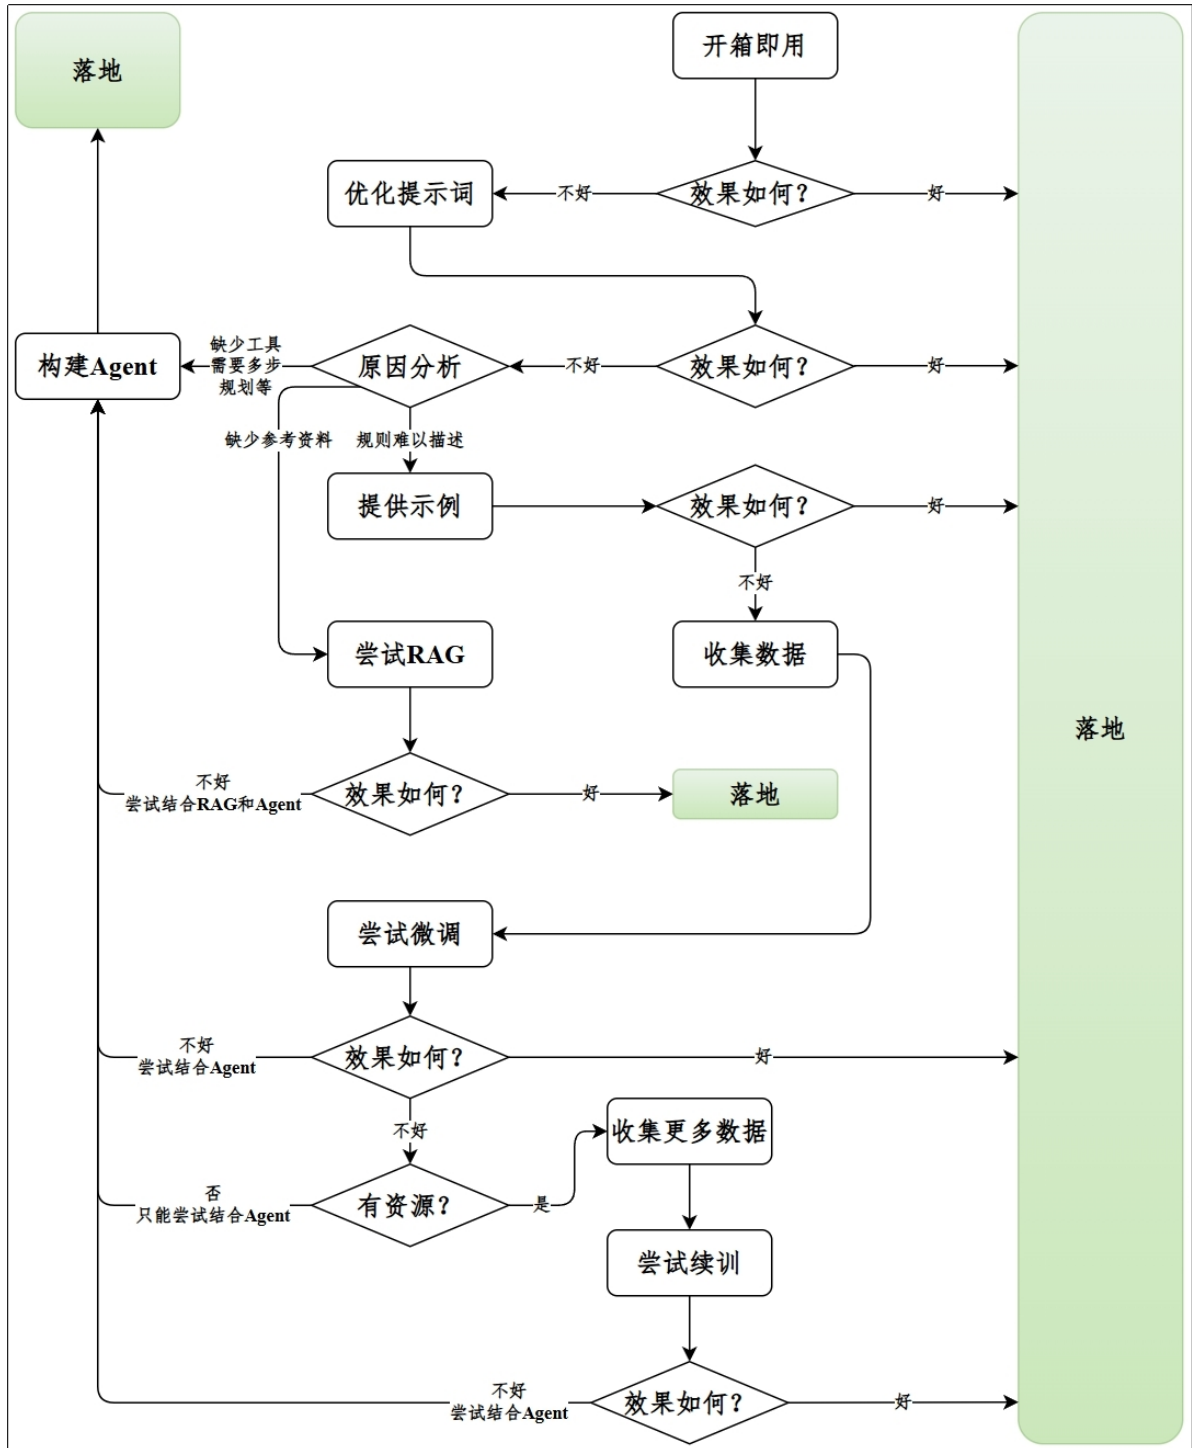 落地
开箱即用
优化提示词
不好
效果如何？
好
构建Agent
缺少工具
需要多步
规划等
原因分析
不好
效果如何？
好
缺少参考资料
规则难以描述
提供示例
效果如何？
好
不好
尝试RAG
收集数据
落地
不好
尝试结合RAG和Agent
效果如何？
好
落地
尝试微调
不好
尝试结合Agent
效果如何？
好
不好
收集更多数据
否
只能尝试结合Agent
有资源？
是
尝试续训
不好
尝试结合Agent
效果如何？
好